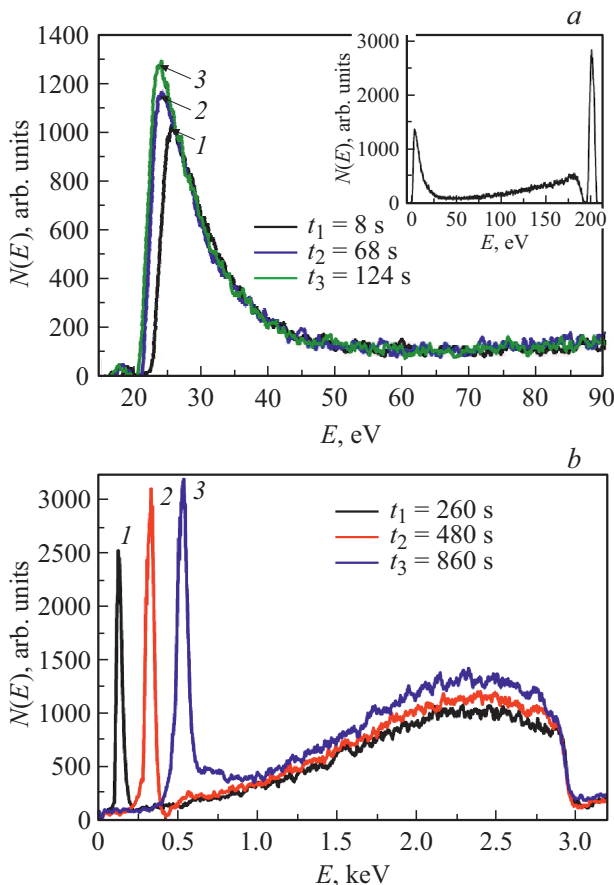 a
1400
1200
1000
800
600
400
200
0
N(E), arb. units
3
2
1
t1 = 8 s
t2 = 68 s
t3 = 124 s
20 30 40 50 60 70 80 90
E, eV
3000
2000
1000
0
N(E), arb. units
0 50 100 150 200
E, eV
b
3000
2500
2000
1500
1000
500
0
N(E), arb. units
1 2 3
t1 = 260 s
t2 = 480 s
t3 = 860 s
0 0.5 1.0 1.5 2.0 2.5 3.0
E, keV